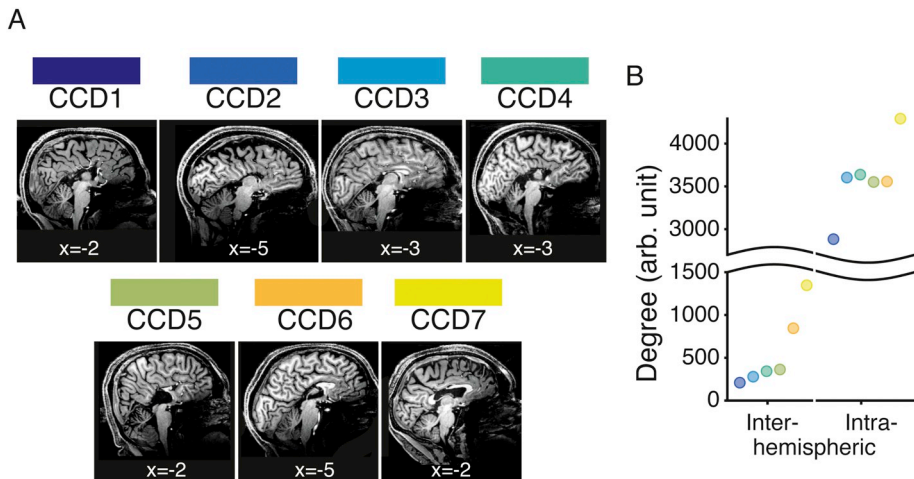 A
CCD1 CCD2 CCD3 CCD4
x=-2 x=-5 x=-3 x=-3
CCD5 CCD6 CCD7
x=-2 x=-5 x=-2
B
Degree (arb. unit)
4000
3500
3000
1500
1000
500
0
Inter- Intra-
hemispheric